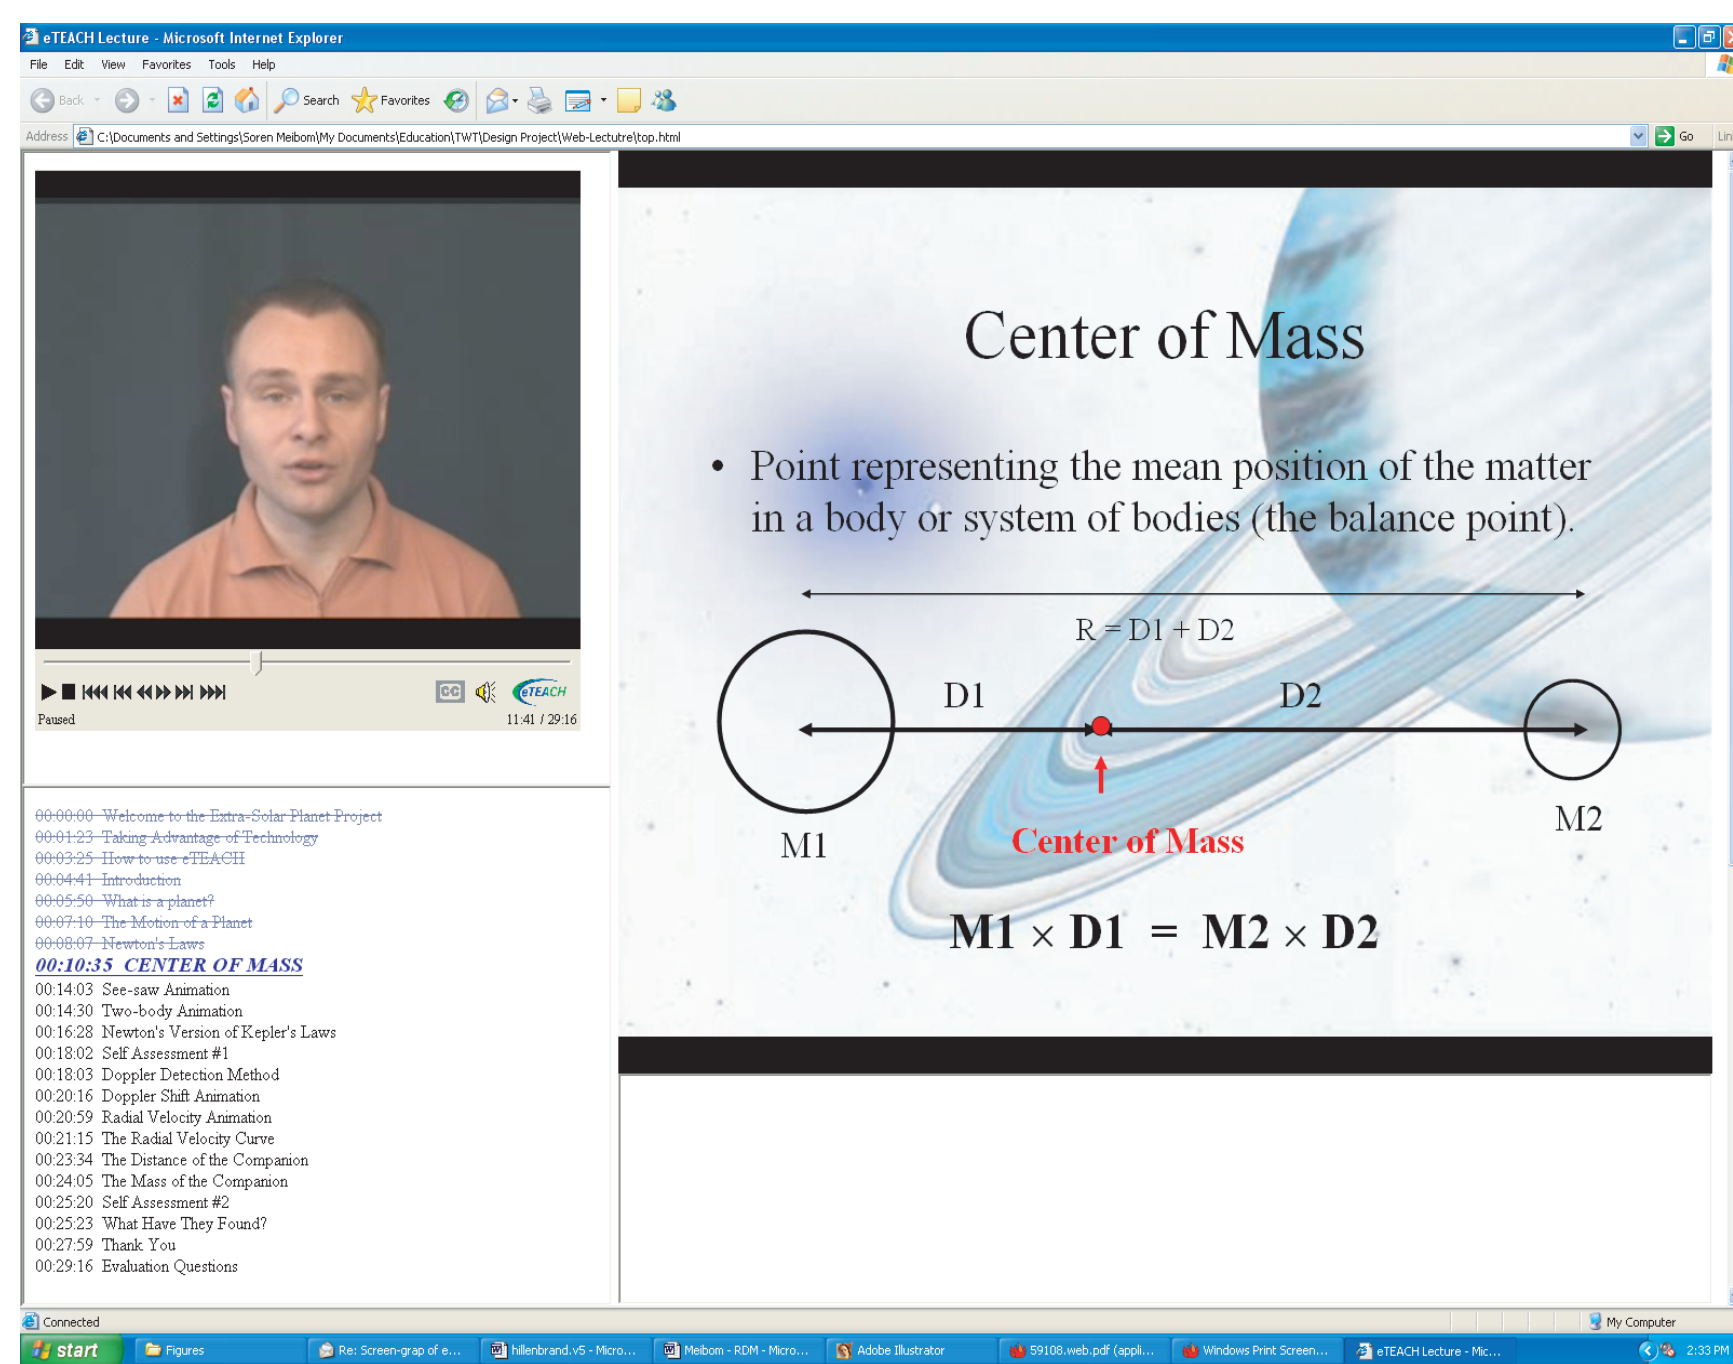 eTEACH Lecture - Microsoft Internet Explorer
File Edit View Favorites Tools Help
Back Search Favorites
Address C:\Documents and Settings\Soren Meibom\My Documents\Education\TWT\Design Project\Web-Lectutre\top.html Go Lin
CC eTEACH
Paused 11:41 / 29:16
00:00:00 Welcome to the Extra-Solar Planet Project
00:01:23 Taking Advantage of Technology
00:03:25 How to use eTEACH
00:04:41 Introduction
00:05:50 What is a planet?
00:07:10 The Motion of a Planet
00:08:07 Newton's Laws
00:10:35 CENTER OF MASS
00:14:03 See-saw Animation
00:14:30 Two-body Animation
00:16:28 Newton's Version of Kepler's Laws
00:18:02 Self Assessment #1
00:18:03 Doppler Detection Method
00:20:16 Doppler Shift Animation
00:20:59 Radial Velocity Animation
00:21:15 The Radial Velocity Curve
00:23:34 The Distance of the Companion
00:24:05 The Mass of the Companion
00:25:20 Self Assessment #2
00:25:23 What Have They Found?
00:27:59 Thank You
00:29:16 Evaluation Questions
Center of Mass
• Point representing the mean position of the matter
in a body or system of bodies (the balance point).
R = D1 + D2
D1 D2
M1 M2
Center of Mass
M1 × D1 = M2 × D2
Connected My Computer
start Figures Re: Screen-grap of e... hillenbrand.v5 - Micro... Meibom - RDM - Micro... Adobe Illustrator 59108.web.pdf (appli... Windows Print Screen... eTEACH Lecture - Mic... 2:33 PM